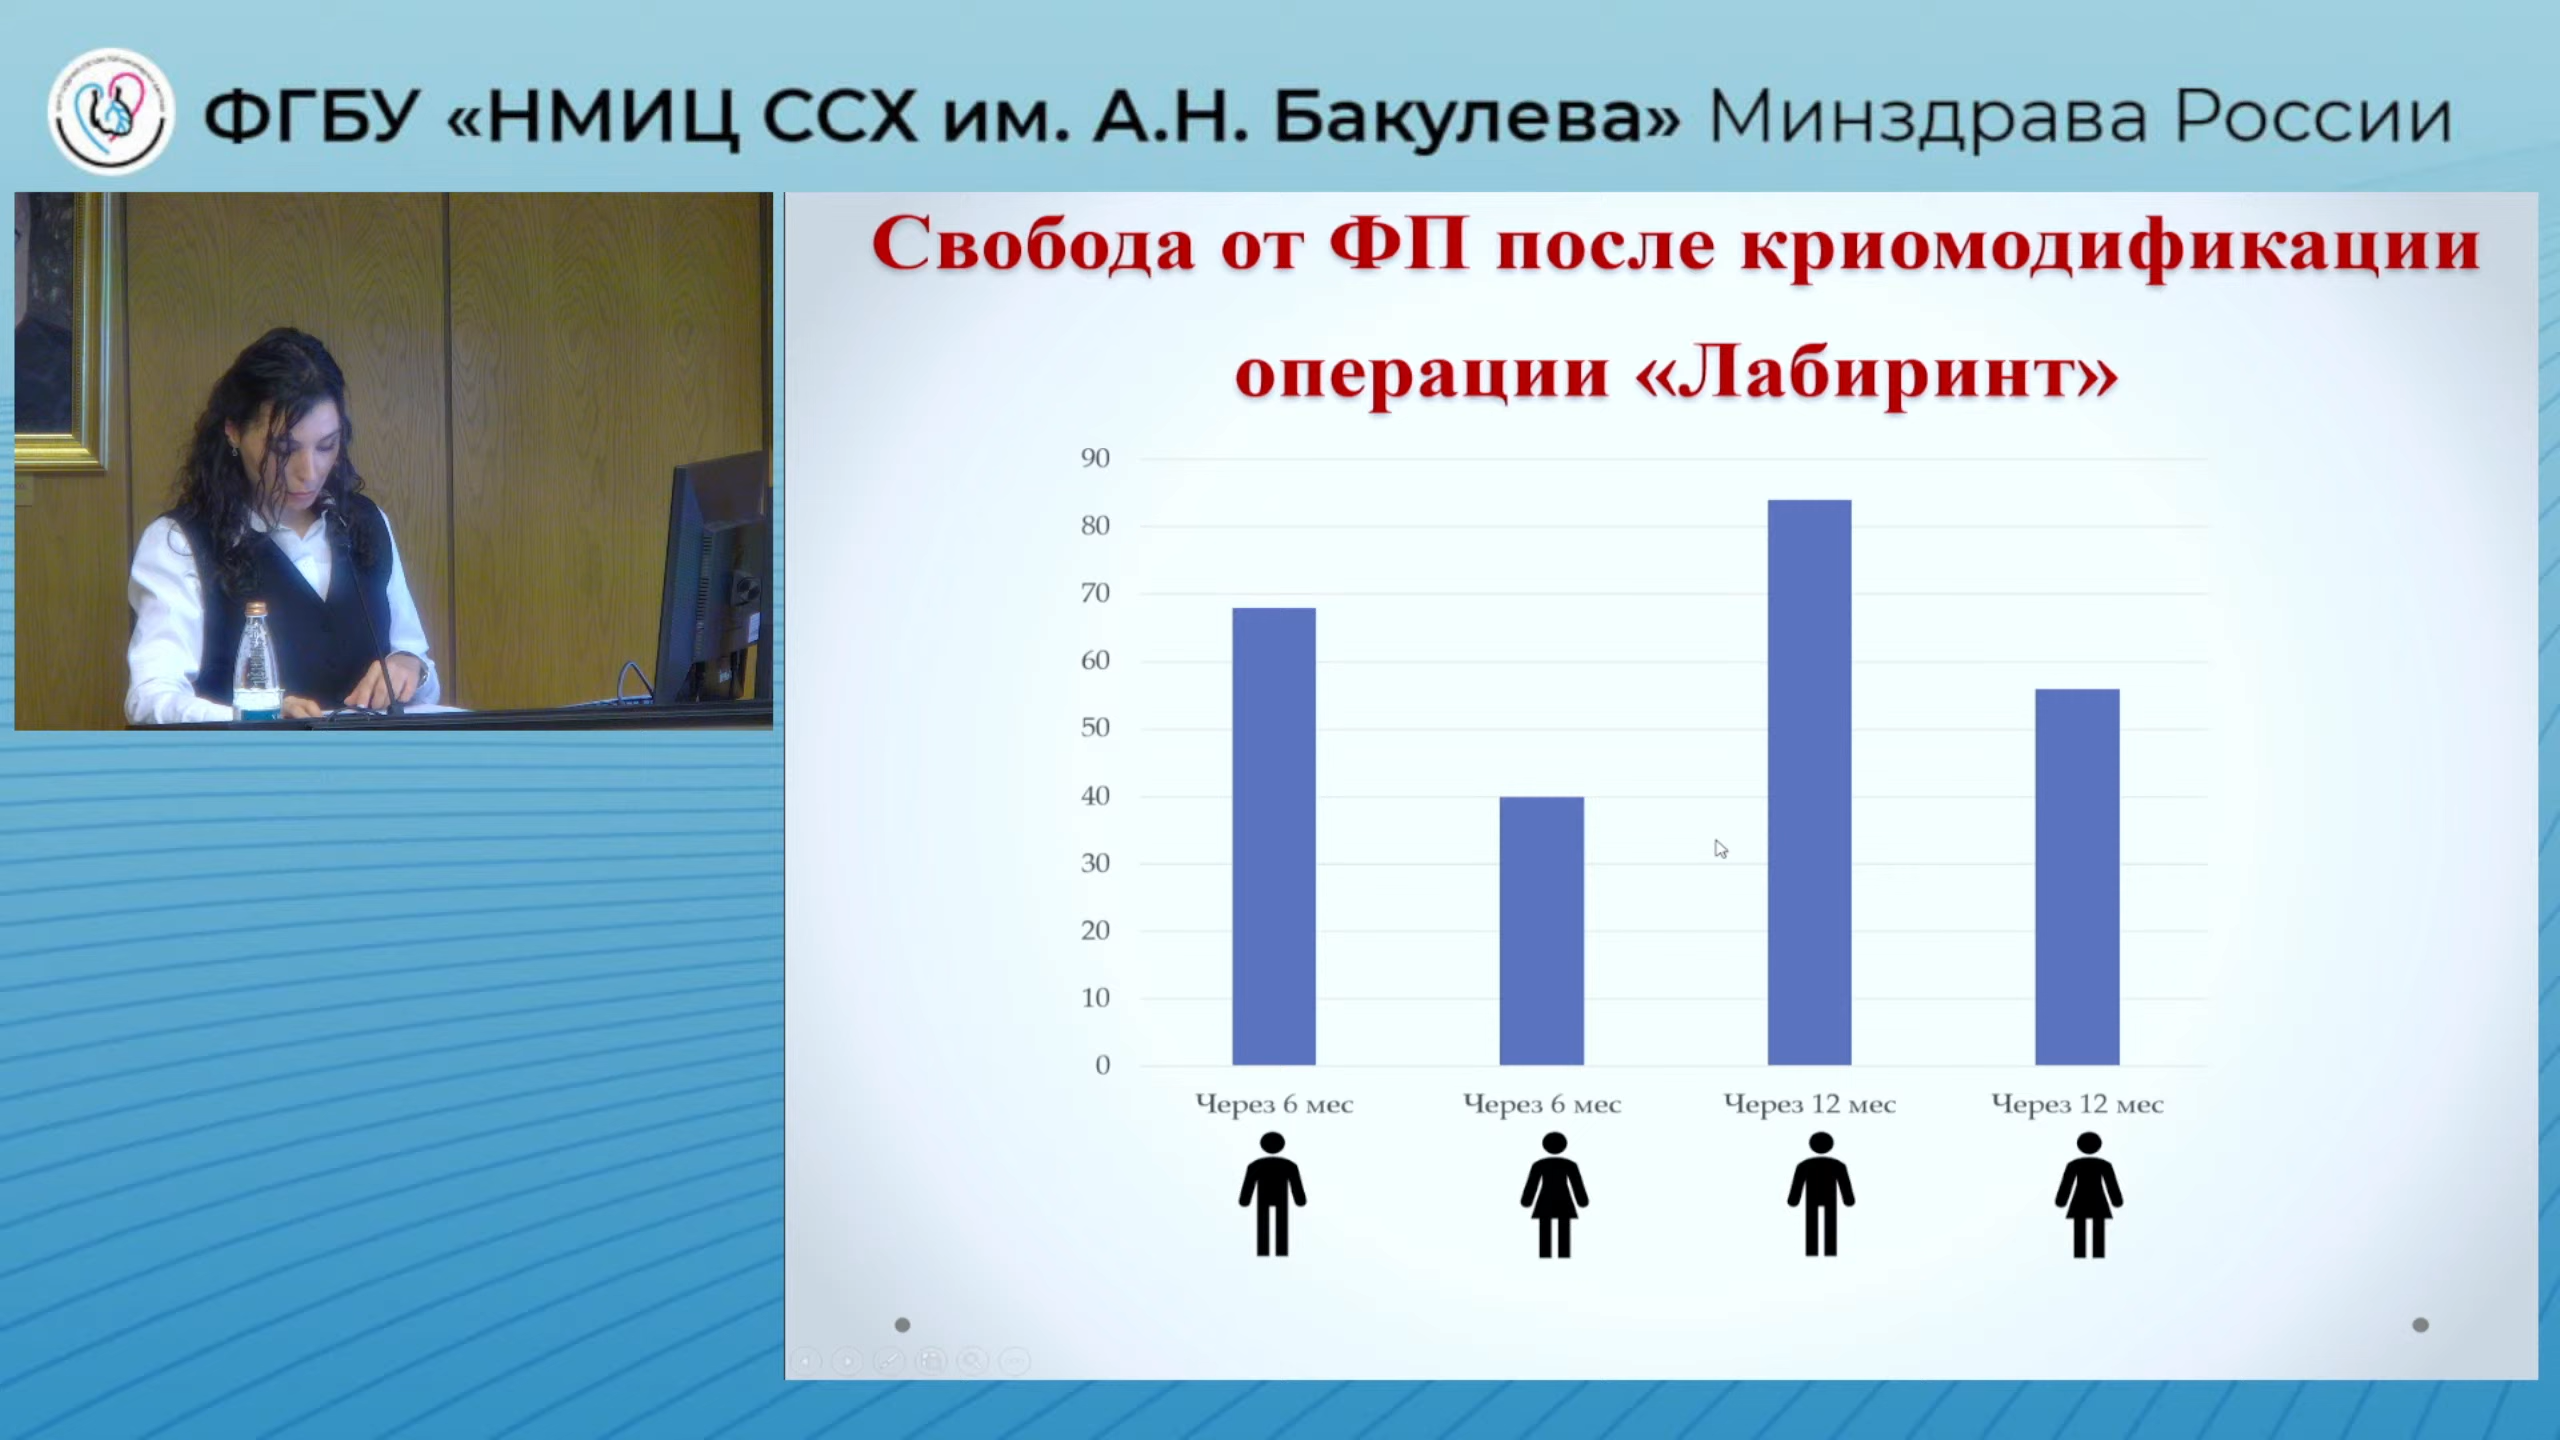 ФГБУ «НМИЦ ССХ им. А.Н. Бакулева» Минздрава России
Свобода от ФП после криомодификации
операции «Лабиринт»
90
80
70
60
50
40
30
20
10
0
Через 6 мес
Через 6 мес
Через 12 мес
Через 12 мес